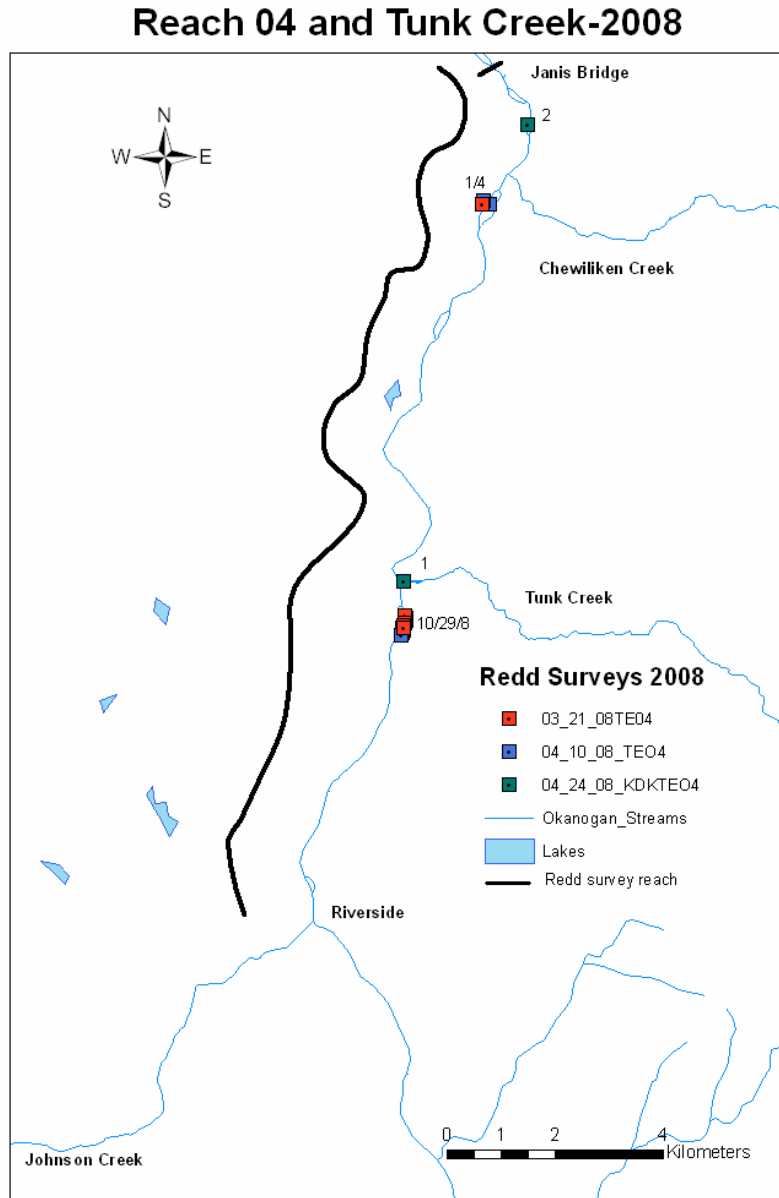 Reach 04 and Tunk Creek-2008
Janis Bridge
N
W E
S
2
1/4
Chewiliken Creek
1
Tunk Creek
10/29/8
Redd Surveys 2008
03_21_08TE04
04_10_08_TEO4
04_24_08_KDKTEO4
Okanogan_Streams
Lakes
Redd survey reach
Riverside
0 1 2 4
Kilometers
Johnson Creek